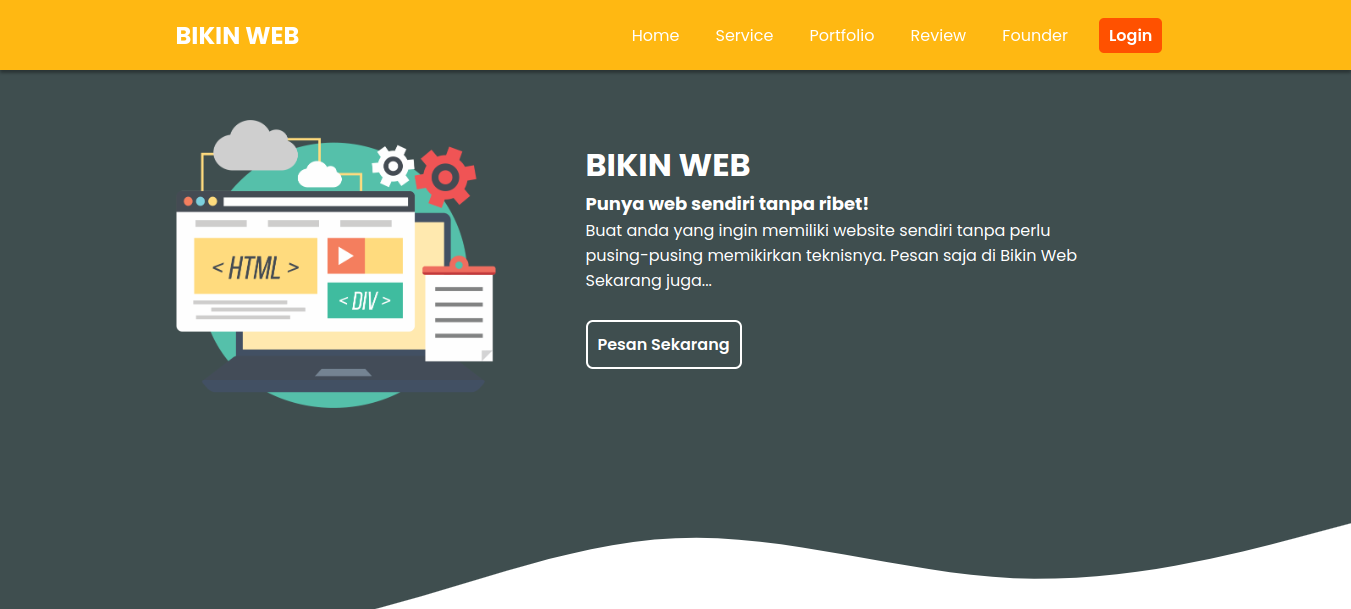 BIKIN WEB
Home Service Portfolio Review Founder Login
< HTML >
< DIV >
BIKIN WEB
Punya web sendiri tanpa ribet!
Buat anda yang ingin memiliki website sendiri tanpa perlu
pusing-pusing memikirkan teknisnya. Pesan saja di Bikin Web
Sekarang juga...
Pesan Sekarang